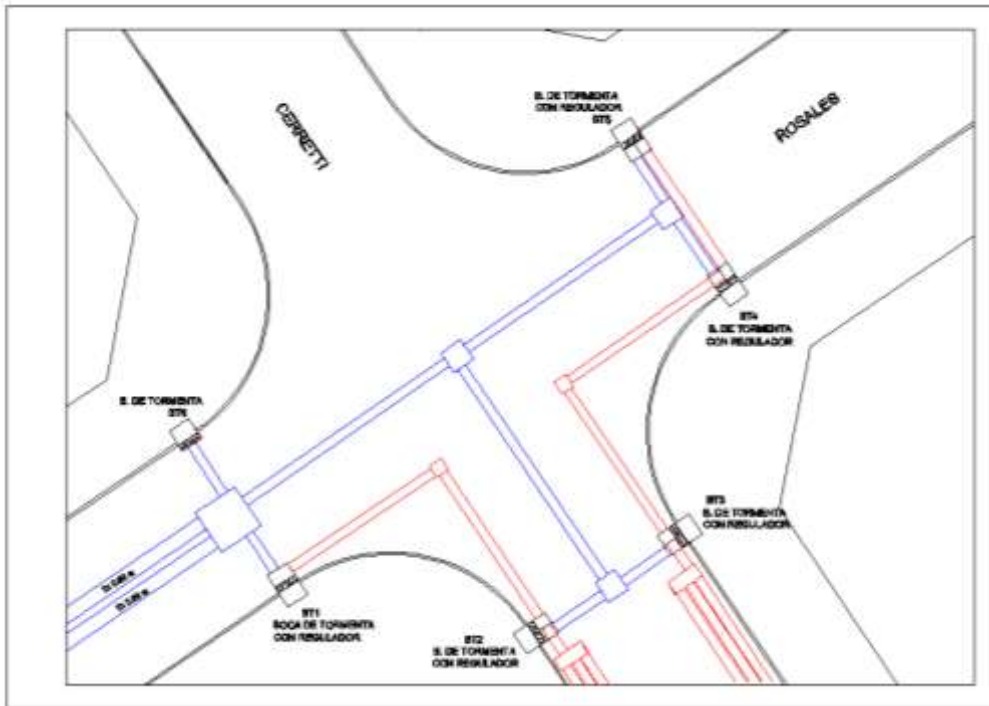 B. DE TORMENTA
CON REGULADOR
BT5
CERRETTI
ROSALES
BT4
B. DE TORMENTA
CON REGULADOR
B. DE TORMENTA
BT6
BT3
B. DE TORMENTA
CON REGULADOR
BT1
BOCA DE TORMENTA
CON REGULADOR
BT2
B. DE TORMENTA
CON REGULADOR